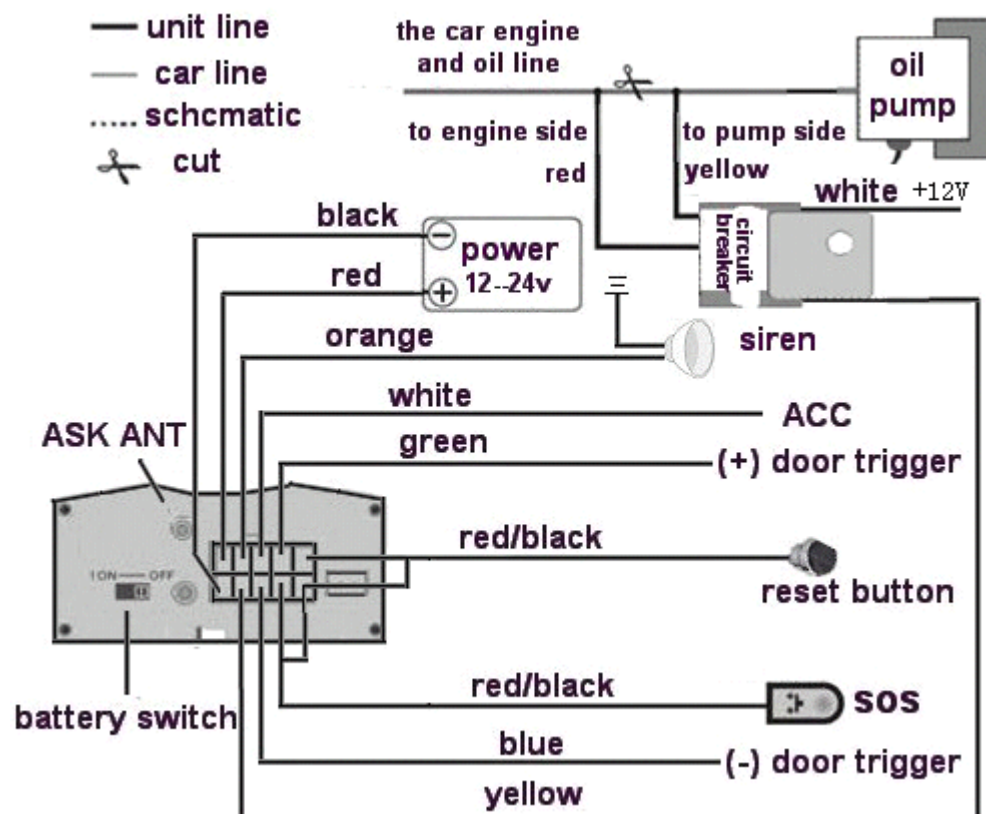 unit line
car line
schcmatic
cut
the car engine
and oil line
oil
pump
to engine side
red
to pump side
yellow
white +12V
circuit
breaker
black
red
power
12--24v
orange
siren
white
ACC
ASK ANT
green
(+) door trigger
red/black
reset button
1ON OFF
battery switch
red/black
SOS
blue
(-) door trigger
yellow